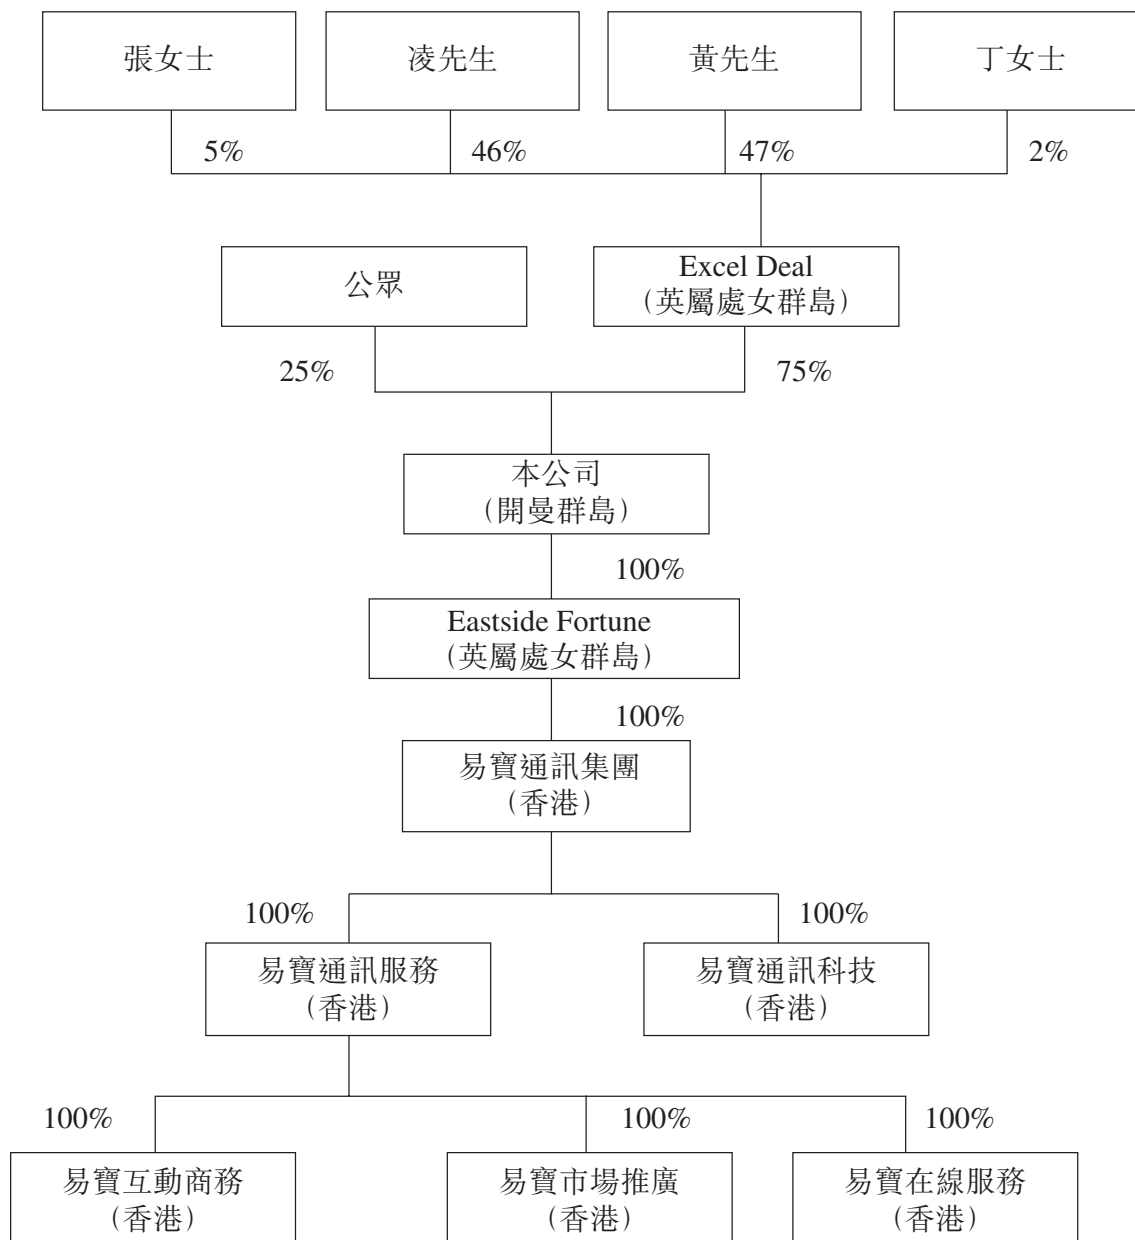 張女士
凌先生
黃先生
丁女士
5%
46%
47%
2%
公眾
Excel Deal
（英屬處女群島）
25%
75%
本公司
（開曼群島）
100%
Eastside Fortune
（英屬處女群島）
100%
易寶通訊集團
（香港）
100%
100%
易寶通訊服務
（香港）
易寶通訊科技
（香港）
100%
100%
100%
易寶互動商務
（香港）
易寶市場推廣
（香港）
易寶在線服務
（香港）